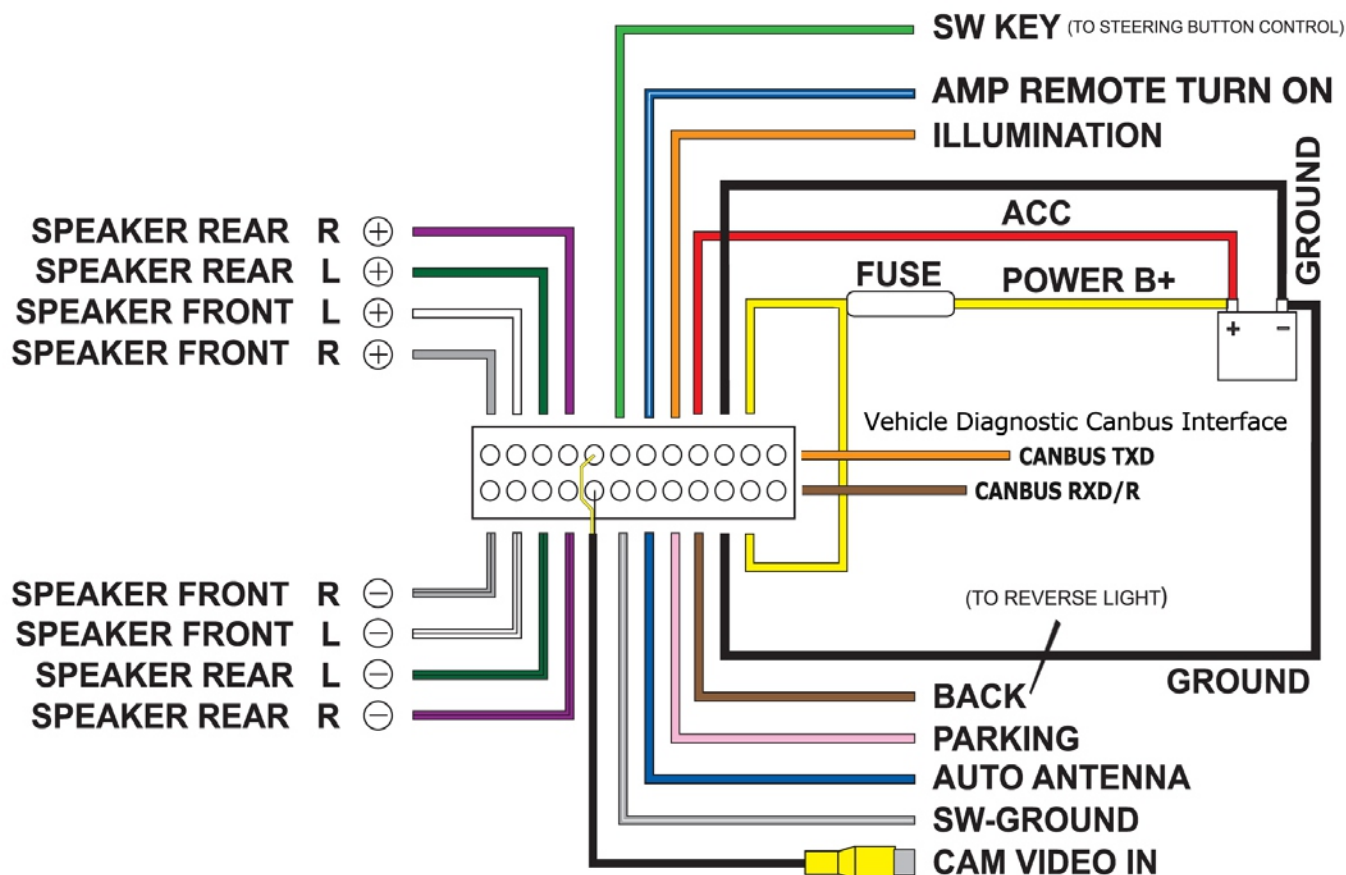 SW KEY (TO STEERING BUTTON CONTROL)
AMP REMOTE TURN ON
ILLUMINATION
GROUND
ACC
FUSE
POWER B+
+ −
SPEAKER REAR R +
SPEAKER REAR L +
SPEAKER FRONT L +
SPEAKER FRONT R +
Vehicle Diagnostic Canbus Interface
CANBUS TXD
CANBUS RXD/R
SPEAKER FRONT R −
SPEAKER FRONT L −
SPEAKER REAR L −
SPEAKER REAR R −
(TO REVERSE LIGHT)
GROUND
BACK
PARKING
AUTO ANTENNA
SW-GROUND
CAM VIDEO IN